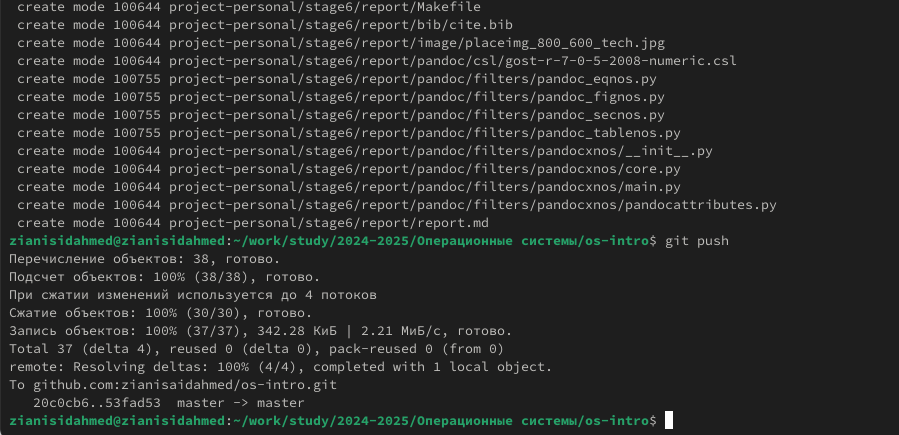 create mode 100644 project-personal/stage6/report/Makefile
create mode 100644 project-personal/stage6/report/bib/cite.bib
create mode 100644 project-personal/stage6/report/image/placeimg_800_600_tech.jpg
create mode 100644 project-personal/stage6/report/pandoc/csl/gost-r-7-0-5-2008-numeric.csl
create mode 100755 project-personal/stage6/report/pandoc/filters/pandoc_eqnos.py
create mode 100755 project-personal/stage6/report/pandoc/filters/pandoc_fignos.py
create mode 100755 project-personal/stage6/report/pandoc/filters/pandoc_secnos.py
create mode 100755 project-personal/stage6/report/pandoc/filters/pandoc_tablenos.py
create mode 100644 project-personal/stage6/report/pandoc/filters/pandocxnos/__init__.py
create mode 100644 project-personal/stage6/report/pandoc/filters/pandocxnos/core.py
create mode 100644 project-personal/stage6/report/pandoc/filters/pandocxnos/main.py
create mode 100644 project-personal/stage6/report/pandoc/filters/pandocxnos/pandocattributes.py
create mode 100644 project-personal/stage6/report/report.md
zianisidahmed@zianisidahmed:~/work/study/2024-2025/Операционные системы/os-intro$ git push
Перечисление объектов: 38, готово.
Подсчет объектов: 100% (38/38), готово.
При сжатии изменений используется до 4 потоков
Сжатие объектов: 100% (30/30), готово.
Запись объектов: 100% (37/37), 342.28 КиБ | 2.21 МиБ/с, готово.
Total 37 (delta 4), reused 0 (delta 0), pack-reused 0 (from 0)
remote: Resolving deltas: 100% (4/4), completed with 1 local object.
To github.com:zianisaidahmed/os-intro.git
20c0cb6..53fad53  master -> master
zianisidahmed@zianisidahmed:~/work/study/2024-2025/Операционные системы/os-intro$